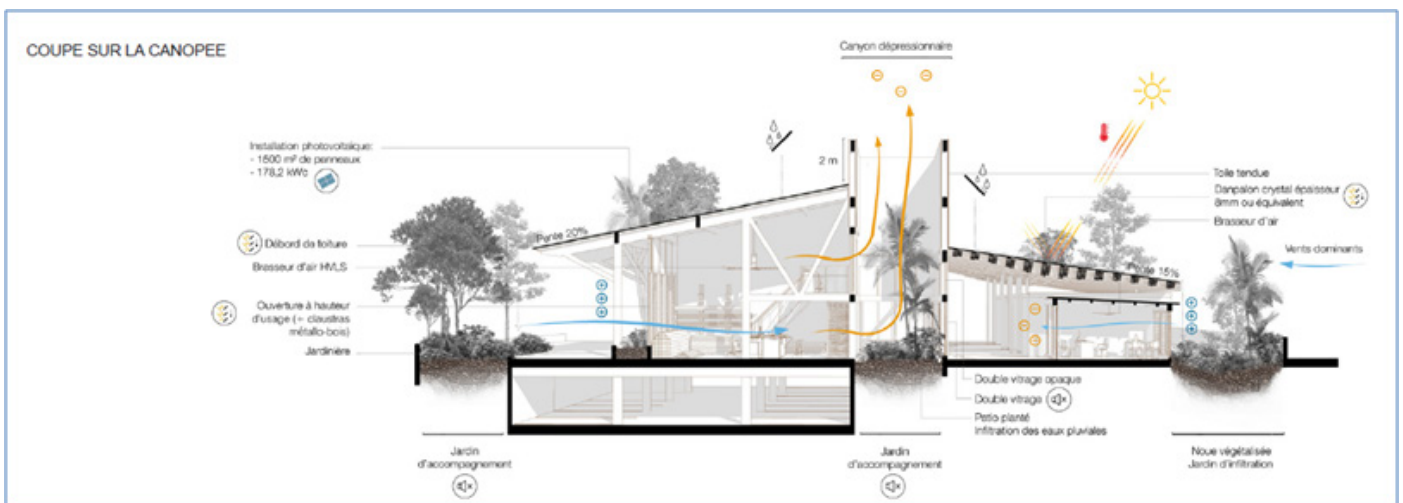 COUPE SUR LA CANOPEE
Canyon dépressionnaire
Installation photovoltaïque:
- 1600 m² de panneaux
- 178,2 kWc
2 m
Toile tendue
Danpalon crystal épaisseur
8mm ou équivalent
Brasseur d'air
Pente 20%
Débord de toiture
Brasseur d'air HVLS
Vents dominants
Pente 15%
Ouverture à hauteur
d'usage (+ claustras
métallo-bois)
Jardinière
Double vitrage opaque
Double vitrage
Patio planté
Infiltration des eaux pluviales
Jardin
d'accompagnement
Jardin
d'accompagnement
Noue végétalisée
Jardin d'infiltration